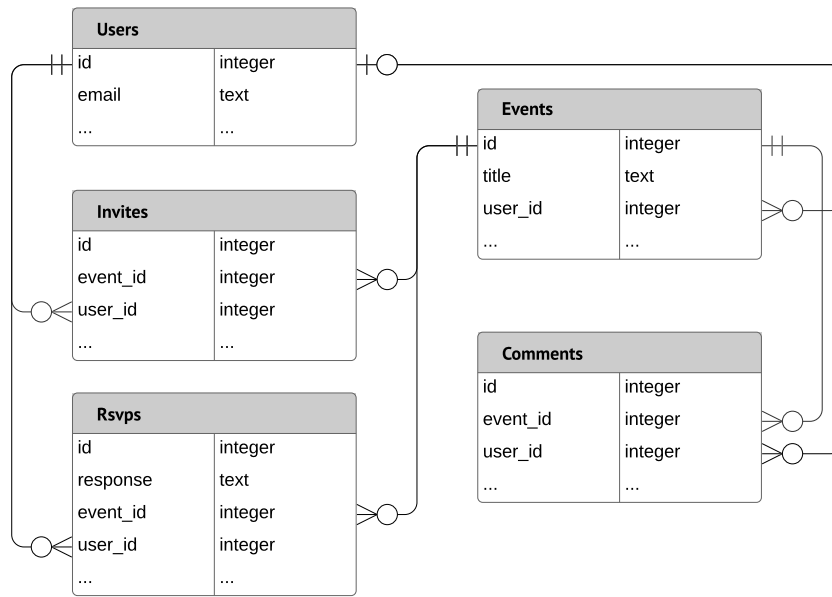 Users
id integer
email text
... ...
Invites
id integer
event_id integer
user_id integer
... ...
Rsvps
id integer
response text
event_id integer
user_id integer
... ...
Events
id integer
title text
user_id integer
... ...
Comments
id integer
event_id integer
user_id integer
... ...